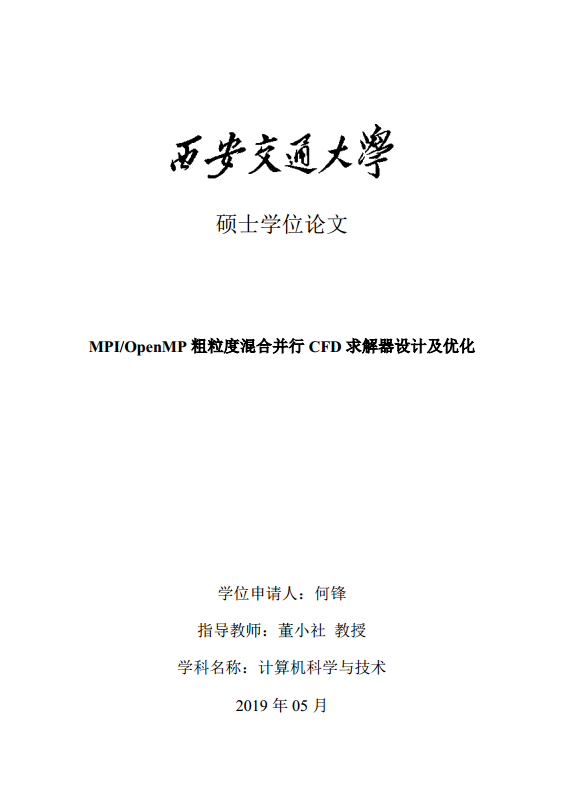 西安交通大學
硕士学位论文
MPI/OpenMP 粗粒度混合并行 CFD 求解器设计及优化
学位申请人：何锋
指导教师：董小社 教授
学科名称：计算机科学与技术
2019 年 05 月